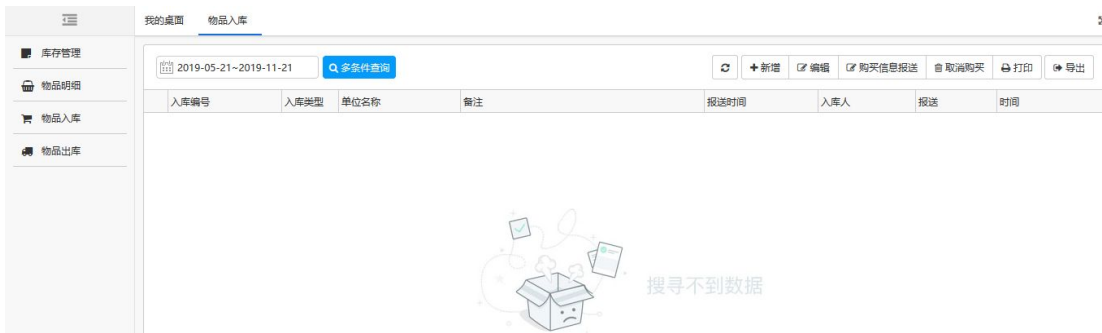 我的桌面 物品入库
库存管理
物品明细
物品入库
物品出库
2019-05-21~2019-11-21 多条件查询 新增 编辑 购买信息报送 取消购买 打印 导出
入库编号 入库类型 单位名称 备注 报送时间 入库人 报送 时间
搜寻不到数据